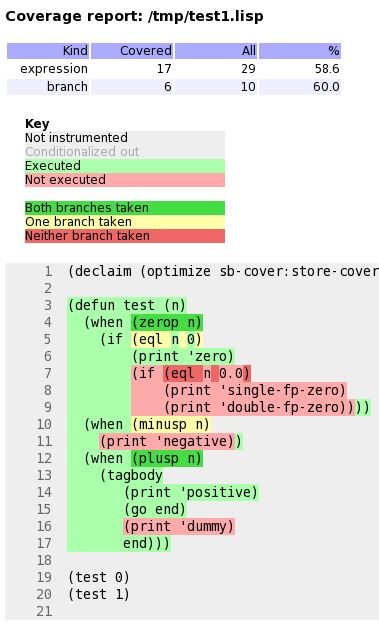 Coverage report: /tmp/test1.lisp
Kind Covered All %
expression 17 29 58.6
branch 6 10 60.0
Key
Not instrumented
Conditionalized out
Executed
Not executed
Both branches taken
One branch taken
Neither branch taken
1 (declaim (optimize sb-cover:store-cover
2
3 (defun test (n)
4   (when (zerop n)
5     (if (eql n 0)
6         (print 'zero)
7         (if (eql n 0.0)
8             (print 'single-fp-zero)
9             (print 'double-fp-zero))))
10   (when (minusp n)
11     (print 'negative))
12   (when (plusp n)
13     (tagbody
14        (print 'positive)
15        (go end)
16        (print 'dummy)
17        end)))
18
19 (test 0)
20 (test 1)
21